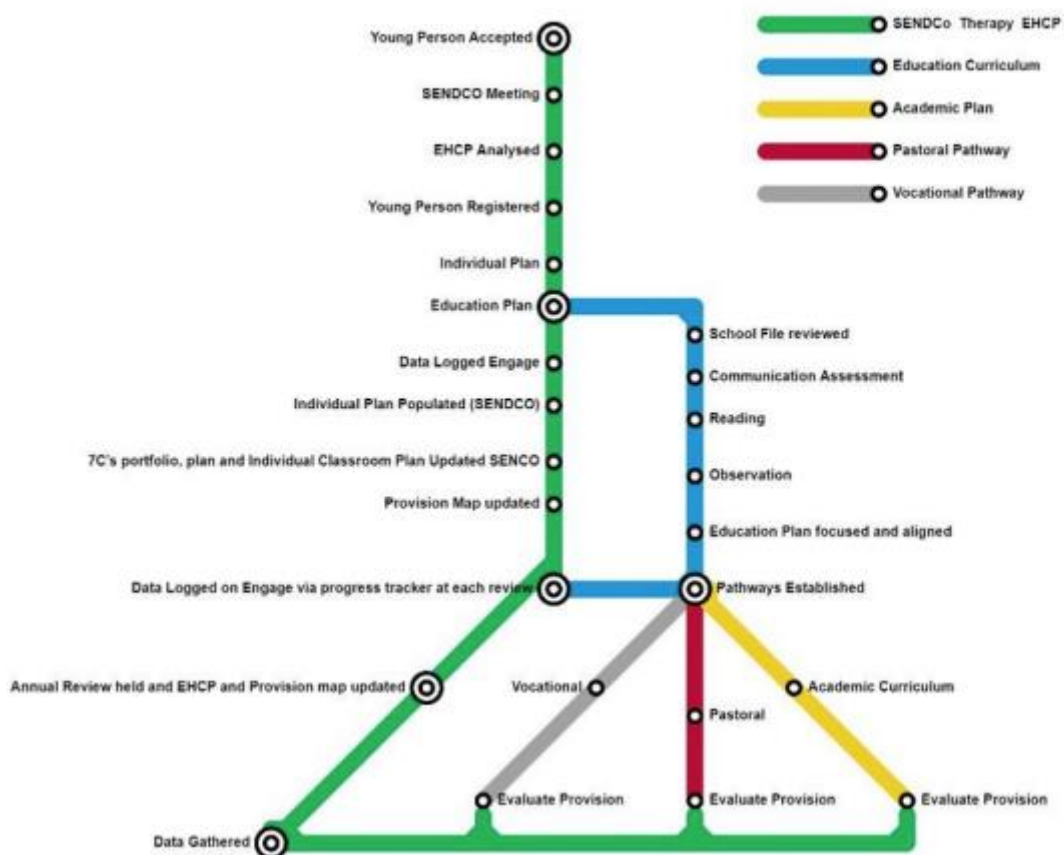 Young Person Accepted
SENDCO Meeting
EHCP Analysed
Young Person Registered
Individual Plan
Education Plan
Data Logged Engage
Individual Plan Populated (SENDCO)
7C's portfolio, plan and Individual Classroom Plan Updated SENCO
Provision Map updated
Data Logged on Engage via progress tracker at each review
Annual Review held and EHCP and Provision map updated
Data Gathered
SENDCo Therapy EHCP
Education Curriculum
Academic Plan
Pastoral Pathway
Vocational Pathway
School File reviewed
Communication Assessment
Reading
Observation
Education Plan focused and aligned
Pathways Established
Vocational
Pastoral
Academic Curriculum
Evaluate Provision
Evaluate Provision
Evaluate Provision